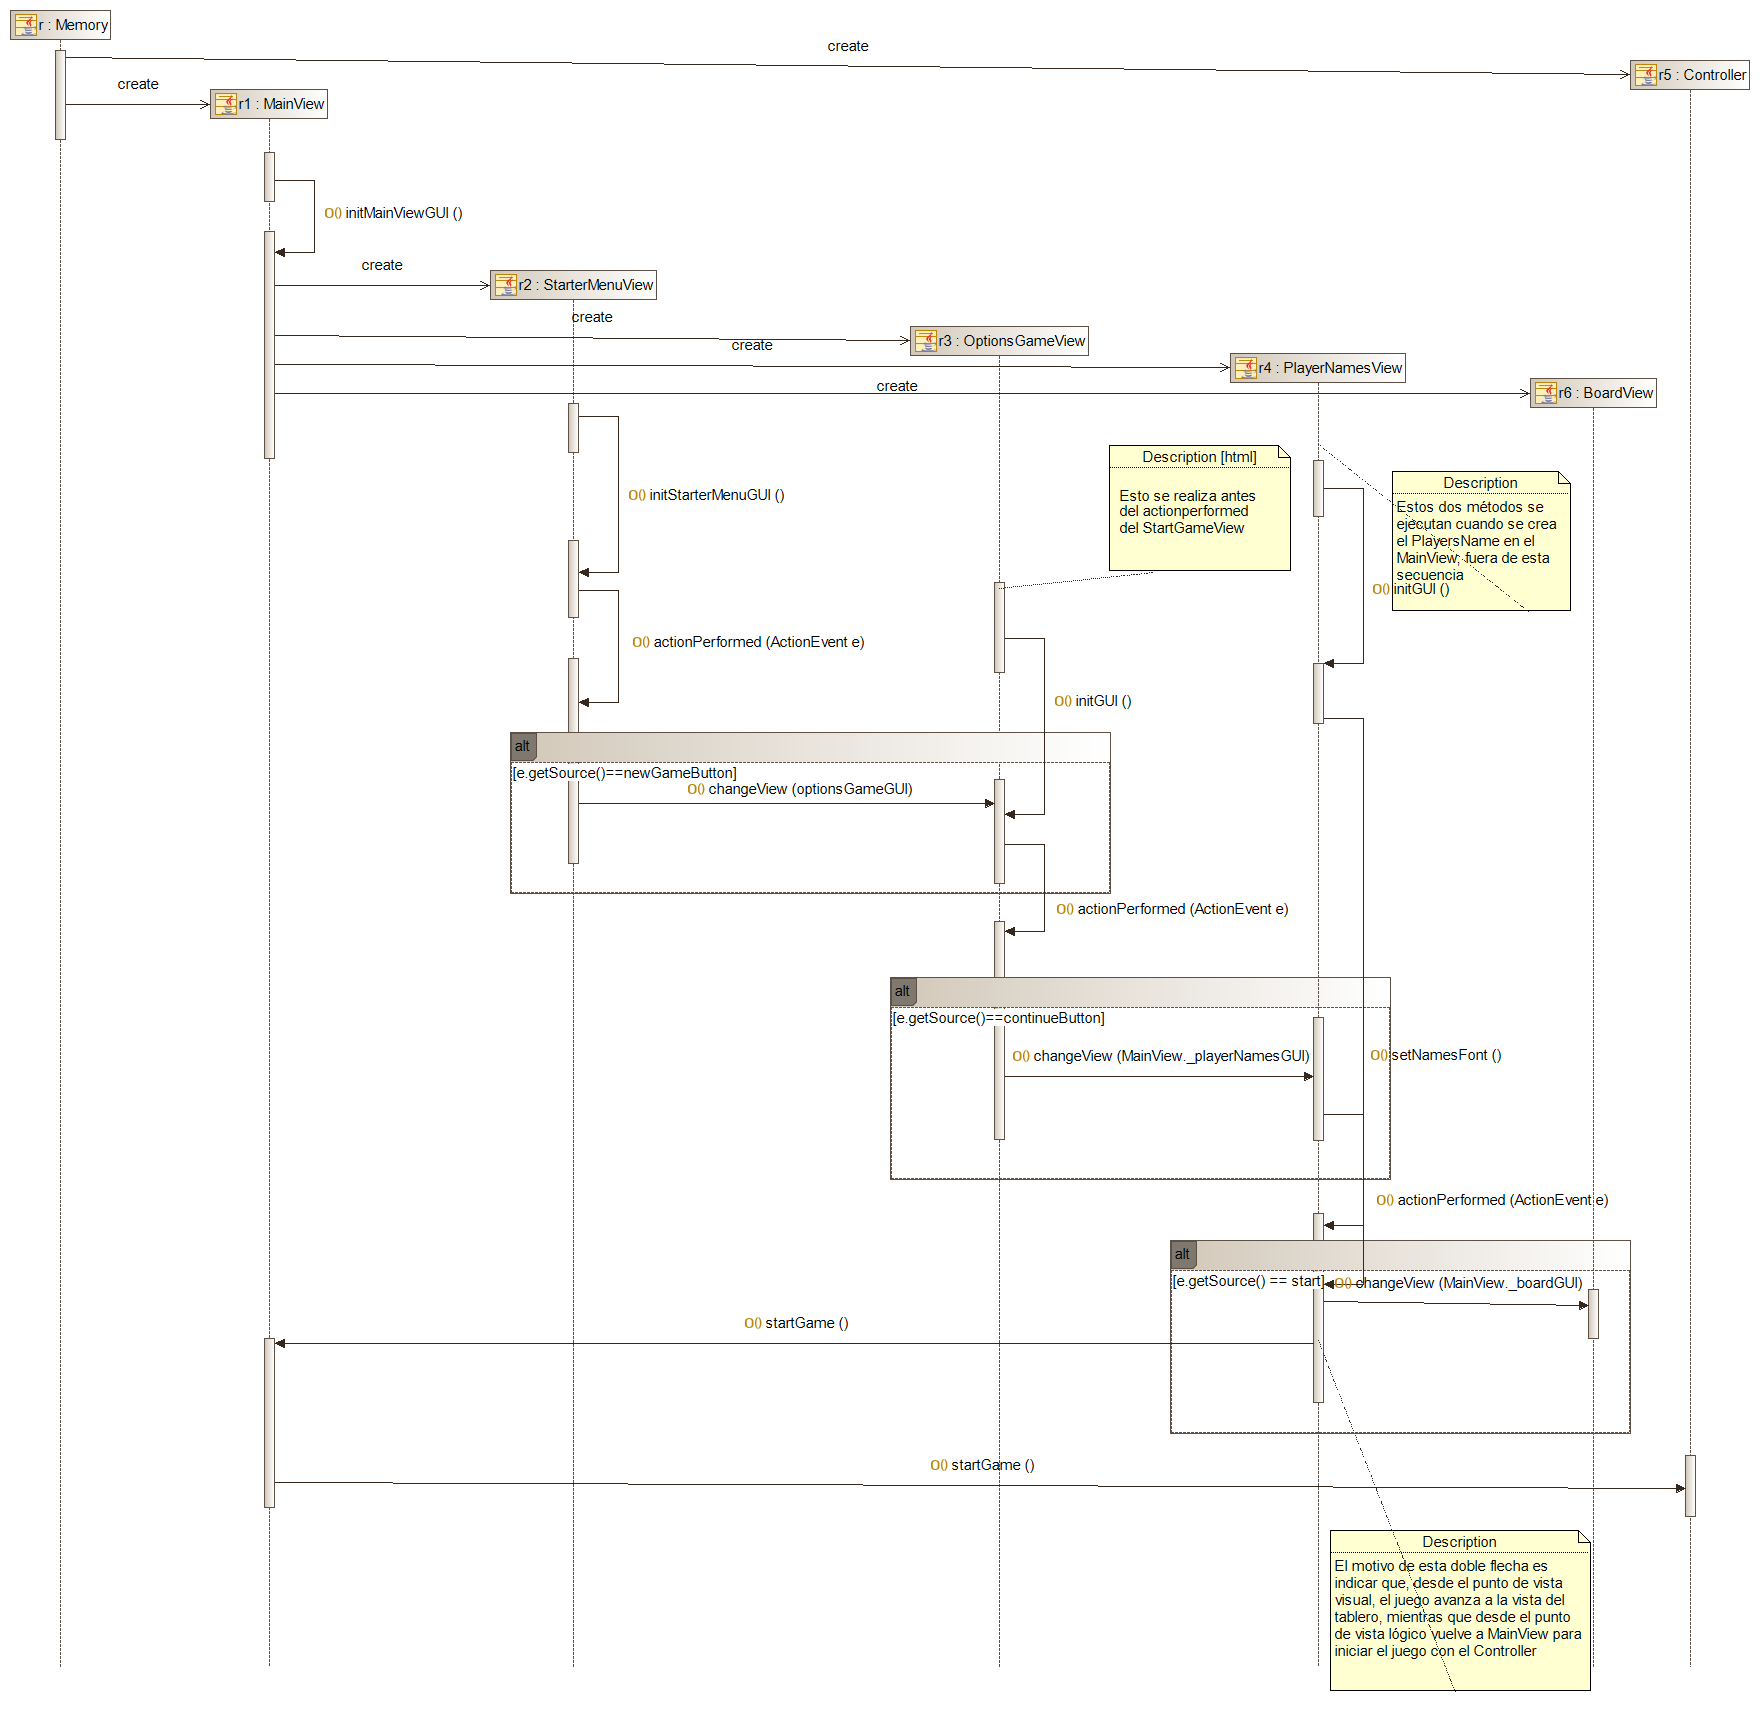 r : Memory
create
r5 : Controller
create
r1 : MainView
O() initMainViewGUI ()
create
r2 : StarterMenuView
create
r3 : OptionsGameView
create
r4 : PlayerNamesView
create
r6 : BoardView
Description [html]
Esto se realiza antes
del actionperformed
del StartGameView
Description
Estos dos métodos se
ejecutan cuando se crea
el PlayersName en el
MainView, fuera de esta
secuencia
O() initStarterMenuGUI ()
O() initGUI ()
O() actionPerformed (ActionEvent e)
O() initGUI ()
alt
[e.getSource()==newGameButton]
O() changeView (optionsGameGUI)
O() actionPerformed (ActionEvent e)
alt
[e.getSource()==continueButton]
O() changeView (MainView._playerNamesGUI)
O() setNamesFont ()
O() actionPerformed (ActionEvent e)
alt
[e.getSource() == start]
O() changeView (MainView._boardGUI)
O() startGame ()
O() startGame ()
Description
El motivo de esta doble flecha es
indicar que, desde el punto de vista
visual, el juego avanza a la vista del
tablero, mientras que desde el punto
de vista lógico vuelve a MainView para
iniciar el juego con el Controller